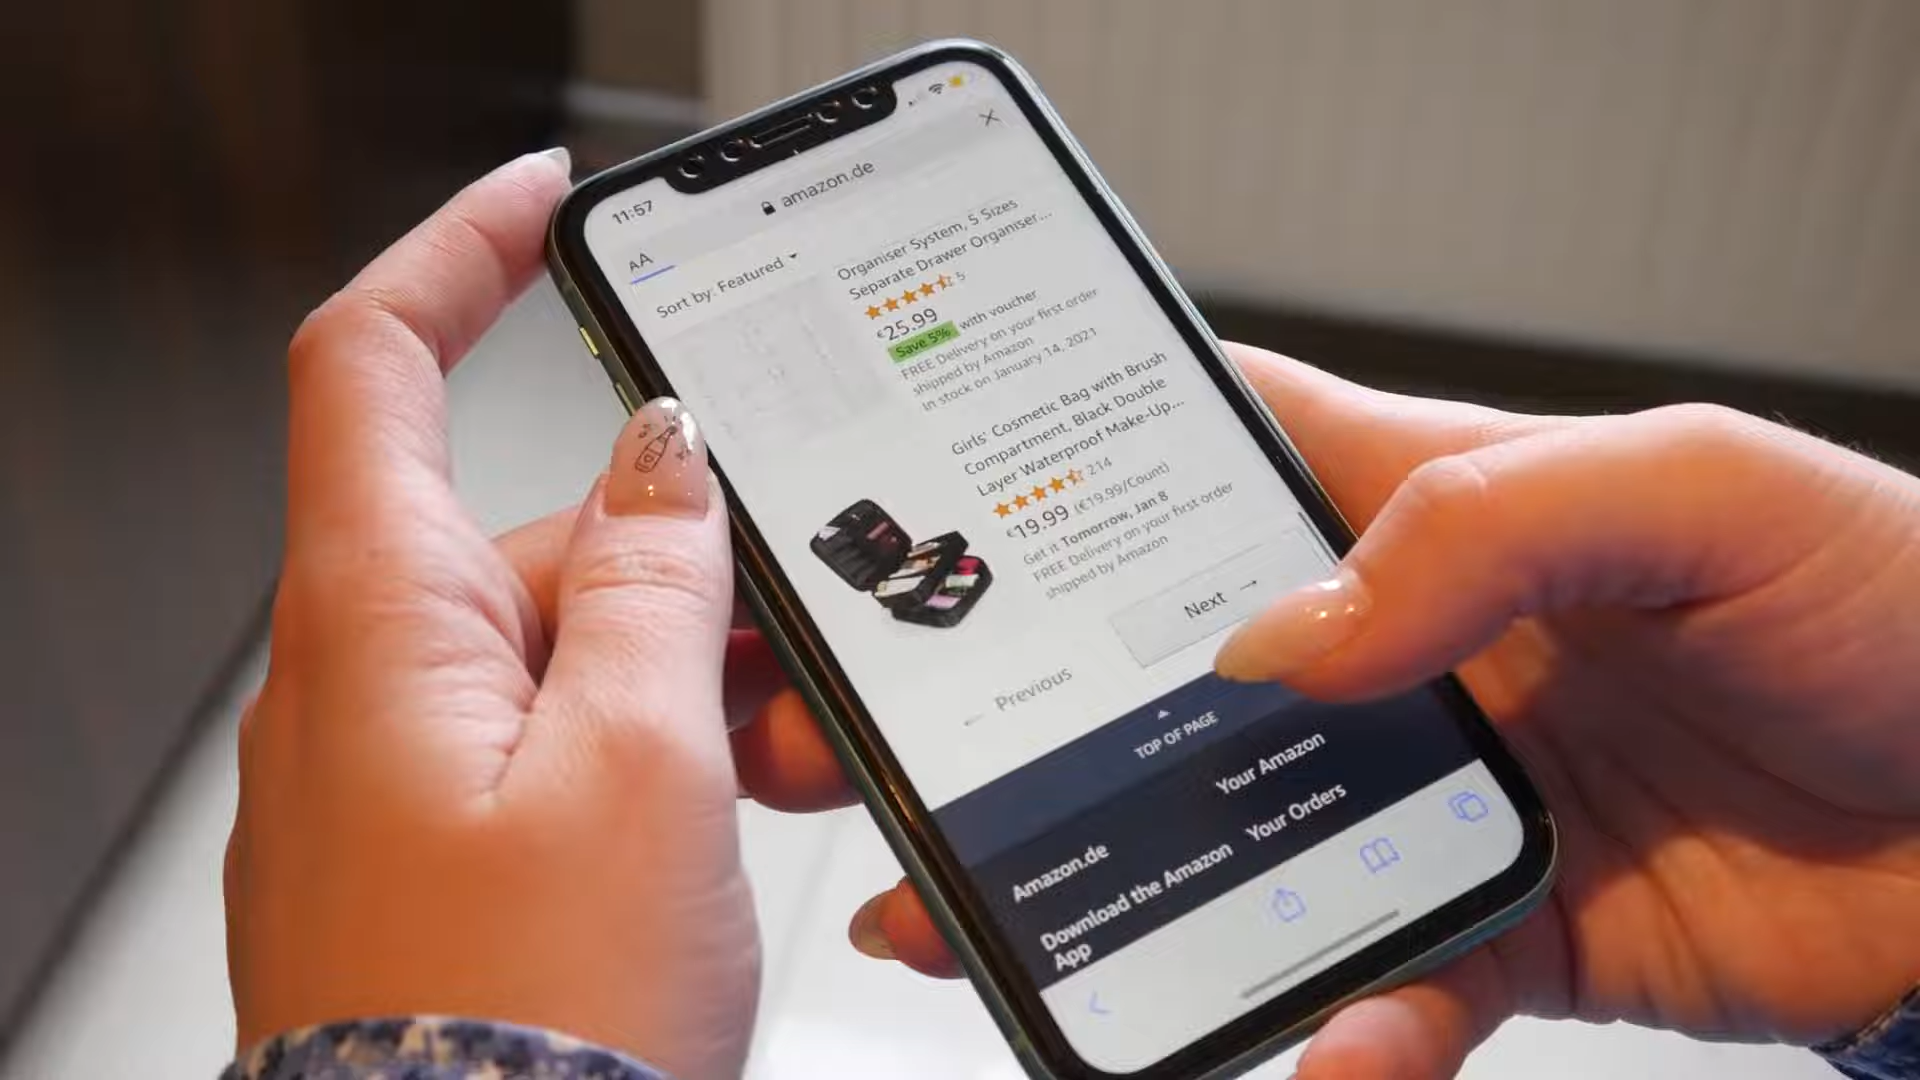 11:57
amazon.de
AA
Sort by: Featured
Organiser System, 5 Sizes
Separate Drawer Organiser...
5
€25.99
Save 5% with voucher
FREE Delivery on your first order
shipped by Amazon
In stock on January 14, 2021
Girls' Cosmetic Bag with Brush
Compartment, Black Double
Layer Waterproof Make-Up...
214
€19.99 (€19.99/Count)
Get it Tomorrow, Jan 8
FREE Delivery on your first order
shipped by Amazon
← Previous
Next →
TOP OF PAGE
Amazon.de
Your Amazon
Download the Amazon
App
Your Orders